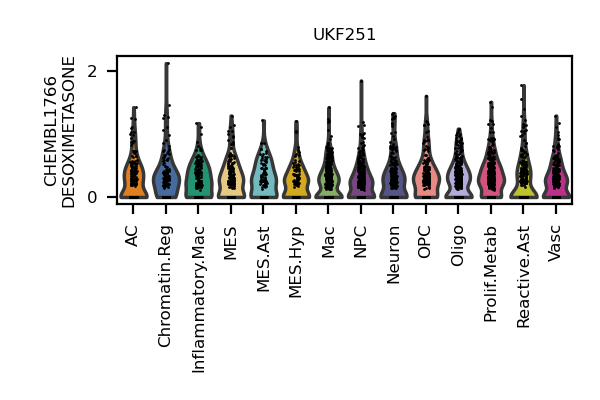 UKF251
CHEMBL1766
DESOXIMETASONE
2
0
AC
Chromatin.Reg
Inflammatory.Mac
MES
MES.Ast
MES.Hyp
Mac
NPC
Neuron
OPC
Oligo
Prolif.Metab
Reactive.Ast
Vasc